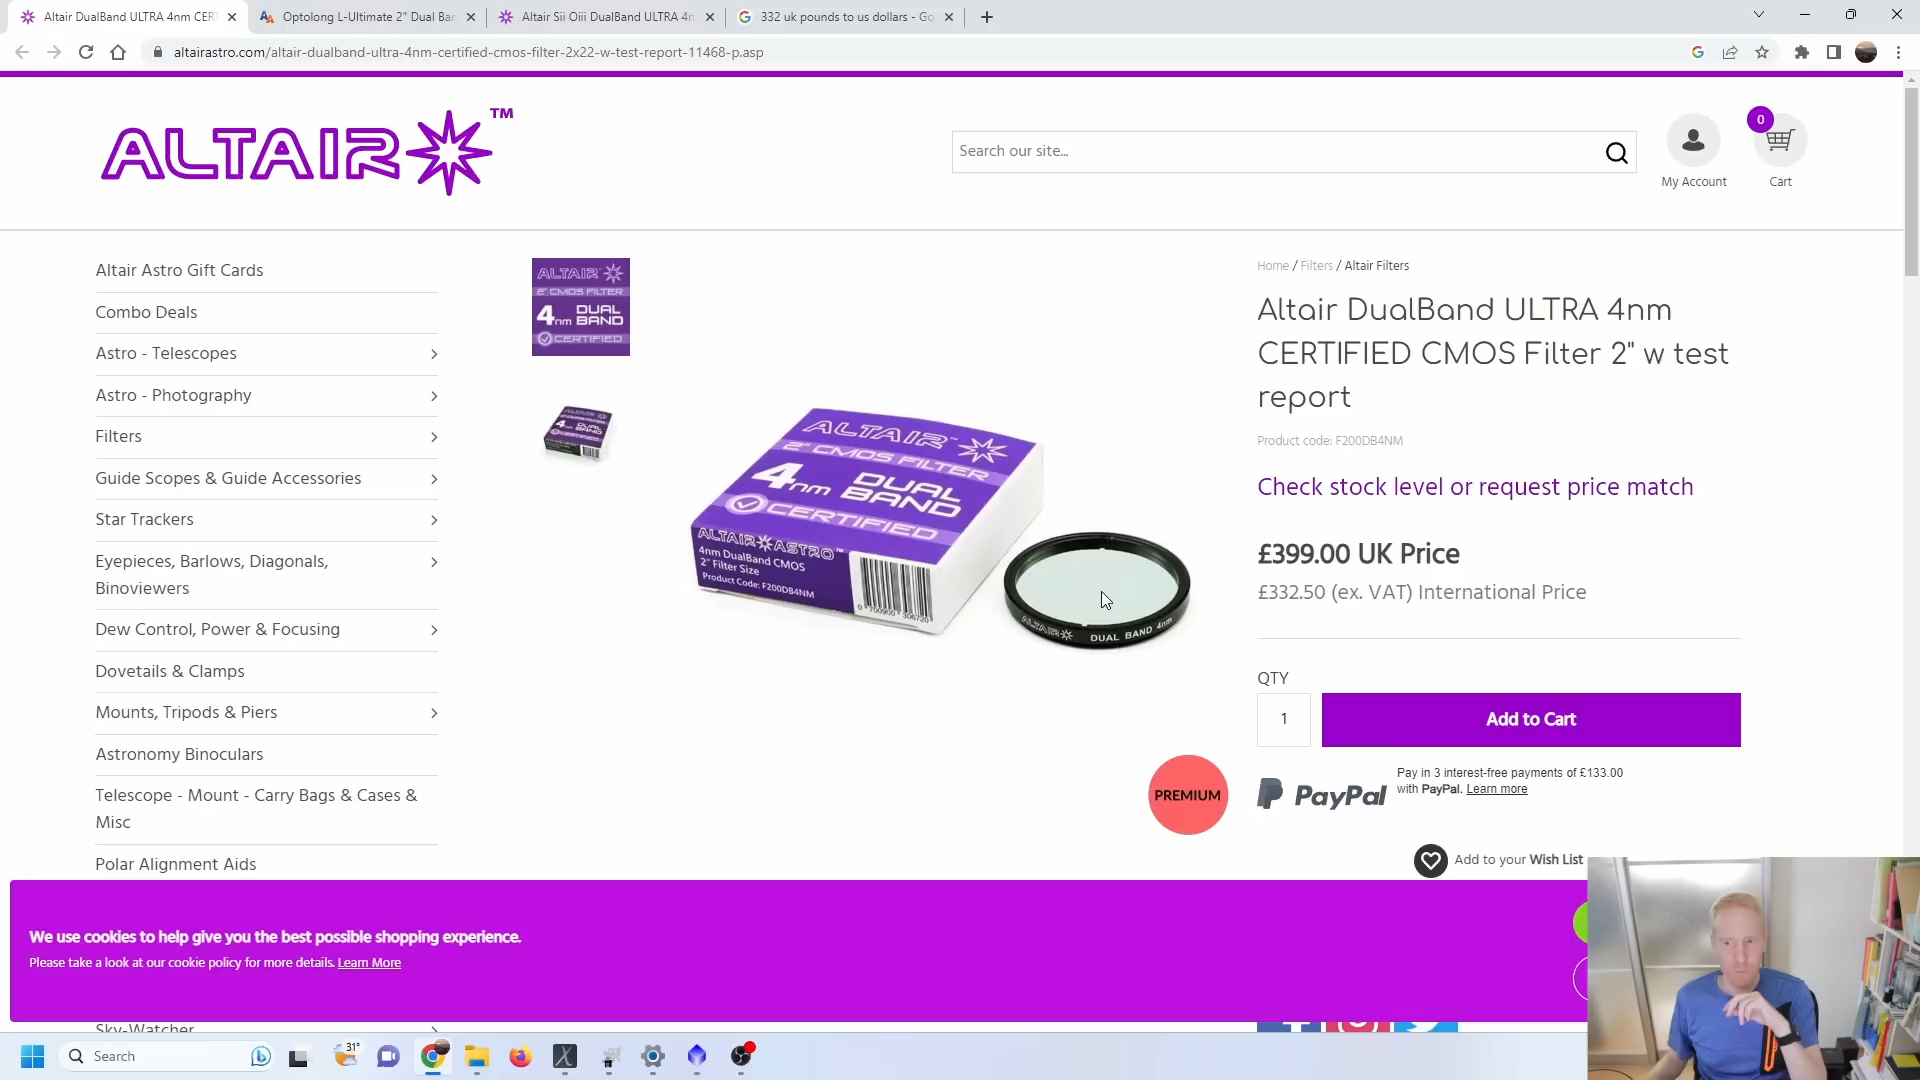 Altair DualBand ULTRA 4nm CER
Optolong L-Ultimate 2" Dual Ban
Altair Sii Oiii DualBand ULTRA 4n
332 uk pounds to us dollars - Go
altairastro.com/altair-dualband-ultra-4nm-certified-cmos-filter-2x22-w-test-report-11468-p.asp
ALTAIR TM
Search our site...
My Account
0
Cart
Altair Astro Gift Cards
Combo Deals
Astro - Telescopes
Astro - Photography
Filters
Guide Scopes & Guide Accessories
Star Trackers
Eyepieces, Barlows, Diagonals,
Binoviewers
Dew Control, Power & Focusing
Dovetails & Clamps
Mounts, Tripods & Piers
Astronomy Binoculars
Telescope - Mount - Carry Bags & Cases &
Misc
Polar Alignment Aids
Sky-Watcher
ALTAIR
2" CMOS FILTER
4nm DUAL BAND
CERTIFIED
ALTAIR
4nm DUAL BAND
CERTIFIED
ALTAIR™
2" CMOS FILTER
4nm DUAL BAND
CERTIFIED
ALTAIR ASTRO™
4nm DualBand CMOS
2" Filter Size
Product Code: F200DB4NM
0 700900 306720
ALTAIR DUAL BAND 4nm
PREMIUM
Home / Filters / Altair Filters
Altair DualBand ULTRA 4nm
CERTIFIED CMOS Filter 2" w test
report
Product code: F200DB4NM
Check stock level or request price match
£399.00 UK Price
£332.50 (ex. VAT) International Price
QTY
1
Add to Cart
PayPal
Pay in 3 interest-free payments of £133.00
with PayPal. Learn more
Add to your Wish List
We use cookies to help give you the best possible shopping experience.
Please take a look at our cookie policy for more details. Learn More
Search
31°